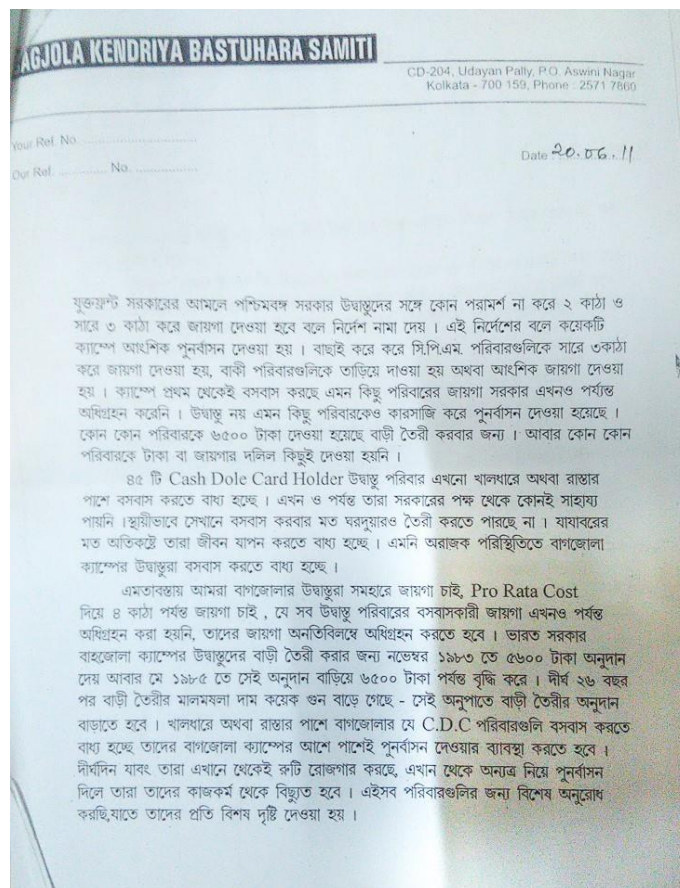 AGJOLA KENDRIYA BASTUHARA SAMITI
CD-204, Udayan Pally, P.O. Aswini Nagar
Kolkata - 700 159, Phone : 2571 7860
Your Ref. No. ....................................
Our Ref. ............... No. ....................
Date 20.06.11
যুক্তফ্রন্ট সরকারের আমলে পশ্চিমবঙ্গ সরকার উদ্বাস্তুদের সঙ্গে কোন পরামর্শ না করে ২ কাঠা ও
সারে ৩ কাঠা করে জায়গা দেওয়া হবে বলে নির্দেশ নামা দেয় । এই নির্দেশের বলে কয়েকটি
ক্যাম্পে আংশিক পুনর্বাসন দেওয়া হয় । বাছাই করে করে সি.পি.এম. পরিবারগুলিকে সারে ৩কাঠা
করে জায়গা দেওয়া হয়, বাকী পরিবারগুলিকে তাড়িয়ে দাওয়া হয় অথবা আংশিক জায়গা দেওয়া
হয় । ক্যাম্পে প্রথম থেকেই বসবাস করছে এমন কিছু পরিবারের জায়গা সরকার এখনও পর্য্যন্ত
অধিগ্রহন করেনি । উদ্বাস্তু নয় এমন কিছু পরিবারকেও কারসাজি করে পুনর্বাসন দেওয়া হয়েছে ।
কোন কোন পরিবারকে ৬৫০০ টাকা দেওয়া হয়েছে বাড়ী তৈরী করবার জন্য । আবার কোন কোন
পরিবারকে টাকা বা জায়গার দলিল কিছুই দেওয়া হয়নি ।
৪৫ টি Cash Dole Card Holder উদ্বাস্তু পরিবার এখনো খালধারে অথবা রাস্তার
পাশে বসবাস করতে বাধ্য হচ্ছে । এখন ও পর্য্যন্ত তারা সরকারের পক্ষ থেকে কোনই সাহায্য
পায়নি ।স্থায়ীভাবে সেখানে বসবাস করবার মত ঘরদুয়ারও তৈরী করতে পারছে না । যাযাবরের
মত অতিকষ্টে তারা জীবন যাপন করতে বাধ্য হচ্ছে । এমনি অরাজক পরিস্থিতিতে বাগজোলা
ক্যাম্পের উদ্বাস্তুরা বসবাস করতে বাধ্য হচ্ছে ।
এমতাবস্তায় আমরা বাগজোলার উদ্বাস্তুরা সমহারে জায়গা চাই, Pro Rata Cost
দিয়ে ৪ কাঠা পর্যন্ত জায়গা চাই , যে সব উদ্বাস্তু পরিবারের বসবাসকারী জায়গা এখনও পর্যন্ত
অধিগ্রহন করা হয়নি, তাদের জায়গা অনতিবিলম্বে অধিগ্রহন করতে হবে । ভারত সরকার
বাহজোলা ক্যাম্পের উদ্বাস্তুদের বাড়ী তৈরী করার জন্য নভেম্বর ১৯৮৩ তে ৫৬০০ টাকা অনুদান
দেয় আবার মে ১৯৮৫ তে সেই অনুদান বাড়িয়ে ৬৫০০ টাকা পর্যন্ত বৃদ্ধি করে । দীর্ঘ ২৬ বছর
পর বাড়ী তৈরীর মালমষলা দাম কয়েক গুন বাড়ে গেছে - সেই অনুপাতে বাড়ী তৈরীর অনুদান
বাড়াতে হবে । খালধারে অথবা রাস্তার পাশে বাগজোলার যে C.D.C পরিবারগুলি বসবাস করতে
বাধ্য হচ্ছে তাদের বাগজোলা ক্যাম্পের আশে পাশেই পুনর্বাসন দেওয়ার ব্যাবস্থা করতে হবে ।
দীর্ঘদিন যাবৎ তারা এখানে থেকেই রুটি রোজগার করছে, এখান থেকে অন্যত্র নিয়ে পুনর্বাসন
দিলে তারা তাদের কাজকর্ম থেকে বিছ্যুত হবে । এইসব পরিবারগুলির জন্য বিশেষ অনুরোধ
করছি,যাতে তাদের প্রতি বিশষ দৃষ্টি দেওয়া হয় ।